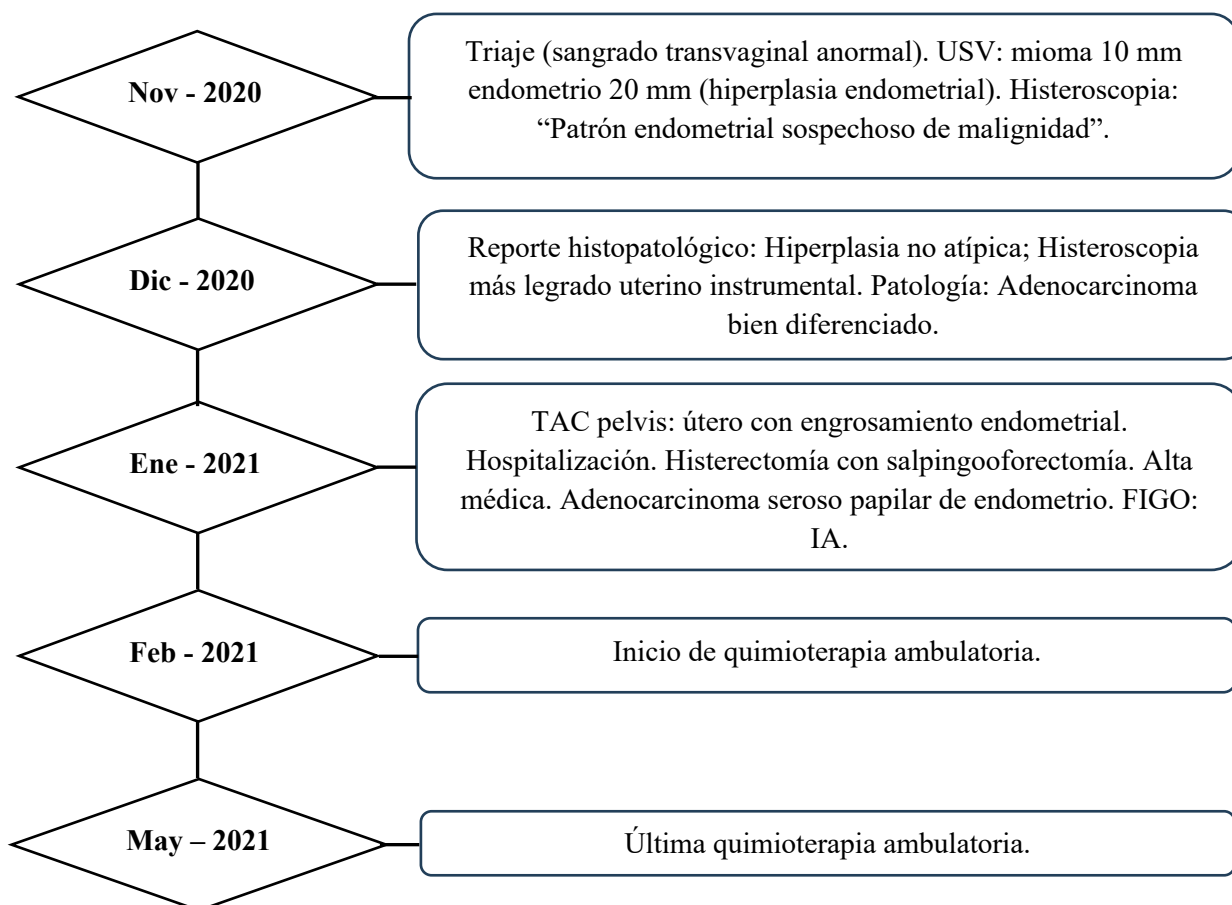 Nov - 2020
Triaje (sangrado transvaginal anormal). USV: mioma 10 mm
endometrio 20 mm (hiperplasia endometrial). Histeroscopia:
“Patrón endometrial sospechoso de malignidad”.
Dic - 2020
Reporte histopatológico: Hiperplasia no atípica; Histeroscopia
más legrado uterino instrumental. Patología: Adenocarcinoma
bien diferenciado.
Ene - 2021
TAC pelvis: útero con engrosamiento endometrial.
Hospitalización. Histerectomía con salpingooforectomía. Alta
médica. Adenocarcinoma seroso papilar de endometrio. FIGO:
IA.
Feb - 2021
Inicio de quimioterapia ambulatoria.
May – 2021
Última quimioterapia ambulatoria.